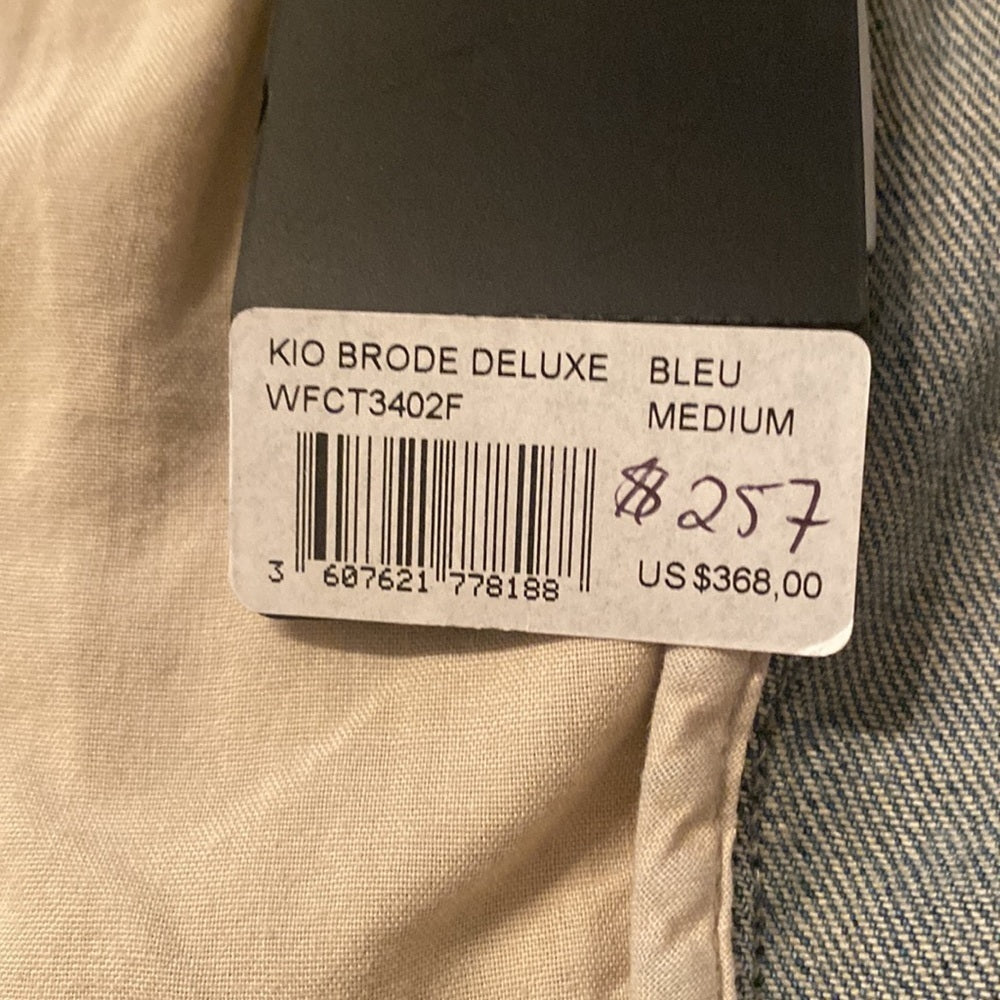 KIO BRODE DELUXE BLEU
WFCT3402F MEDIUM
$257
3 607621 778188 US $368,00